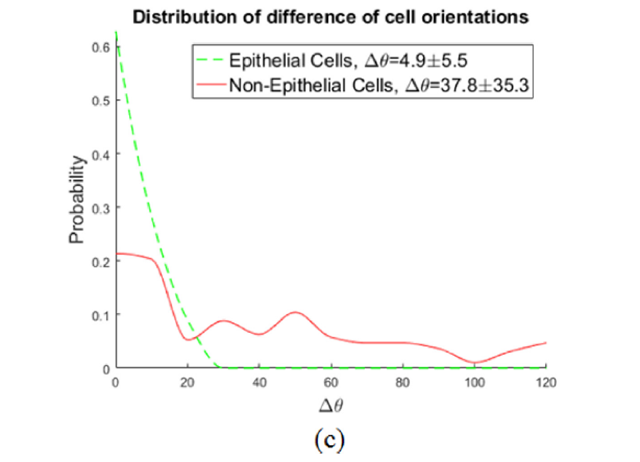 Distribution of difference of cell orientations
Epithelial Cells, Δθ=4.9±5.5
Non-Epithelial Cells, Δθ=37.8±35.3
Probability
0.6
0.5
0.4
0.3
0.2
0.1
0
0 20 40 60 80 100 120
Δθ
(c)